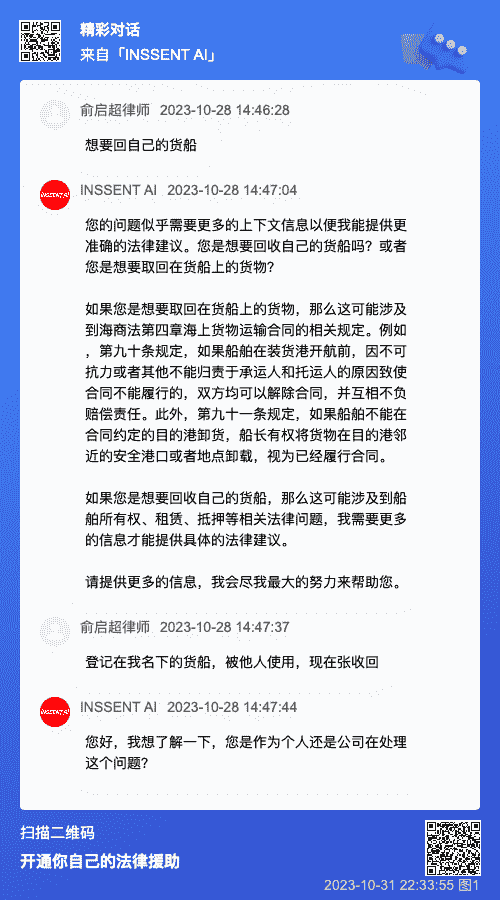 精彩对话
来自「INSSENT AI」
俞启超律师 2023-10-28 14:46:28
想要回自己的货船
INSSENT AI
INSSENT AI 2023-10-28 14:47:04
您的问题似乎需要更多的上下文信息以便我能提供更
准确的法律建议。您是想要回收自己的货船吗？或者
您是想要取回在货船上的货物？
如果您是想要取回在货船上的货物，那么这可能涉及
到海商法第四章海上货物运输合同的相关规定。例如
，第九十条规定，如果船舶在装货港开航前，因不可
抗力或者其他不能归责于承运人和托运人的原因致使
合同不能履行的，双方均可以解除合同，并互相不负
赔偿责任。此外，第九十一条规定，如果船舶不能在
合同约定的目的港卸货，船长有权将货物在目的港邻
近的安全港口或者地点卸载，视为已经履行合同。
如果您是想要回收自己的货船，那么这可能涉及到船
舶所有权、租赁、抵押等相关法律问题，我需要更多
的信息才能提供具体的法律建议。
请提供更多的信息，我会尽我最大的努力来帮助您。
俞启超律师 2023-10-28 14:47:37
登记在我名下的货船，被他人使用，现在张收回
INSSENT AI
INSSENT AI 2023-10-28 14:47:44
您好，我想了解一下，您是作为个人还是公司在处理
这个问题？
扫描二维码
开通你自己的法律援助
2023-10-31 22:33:55 图1